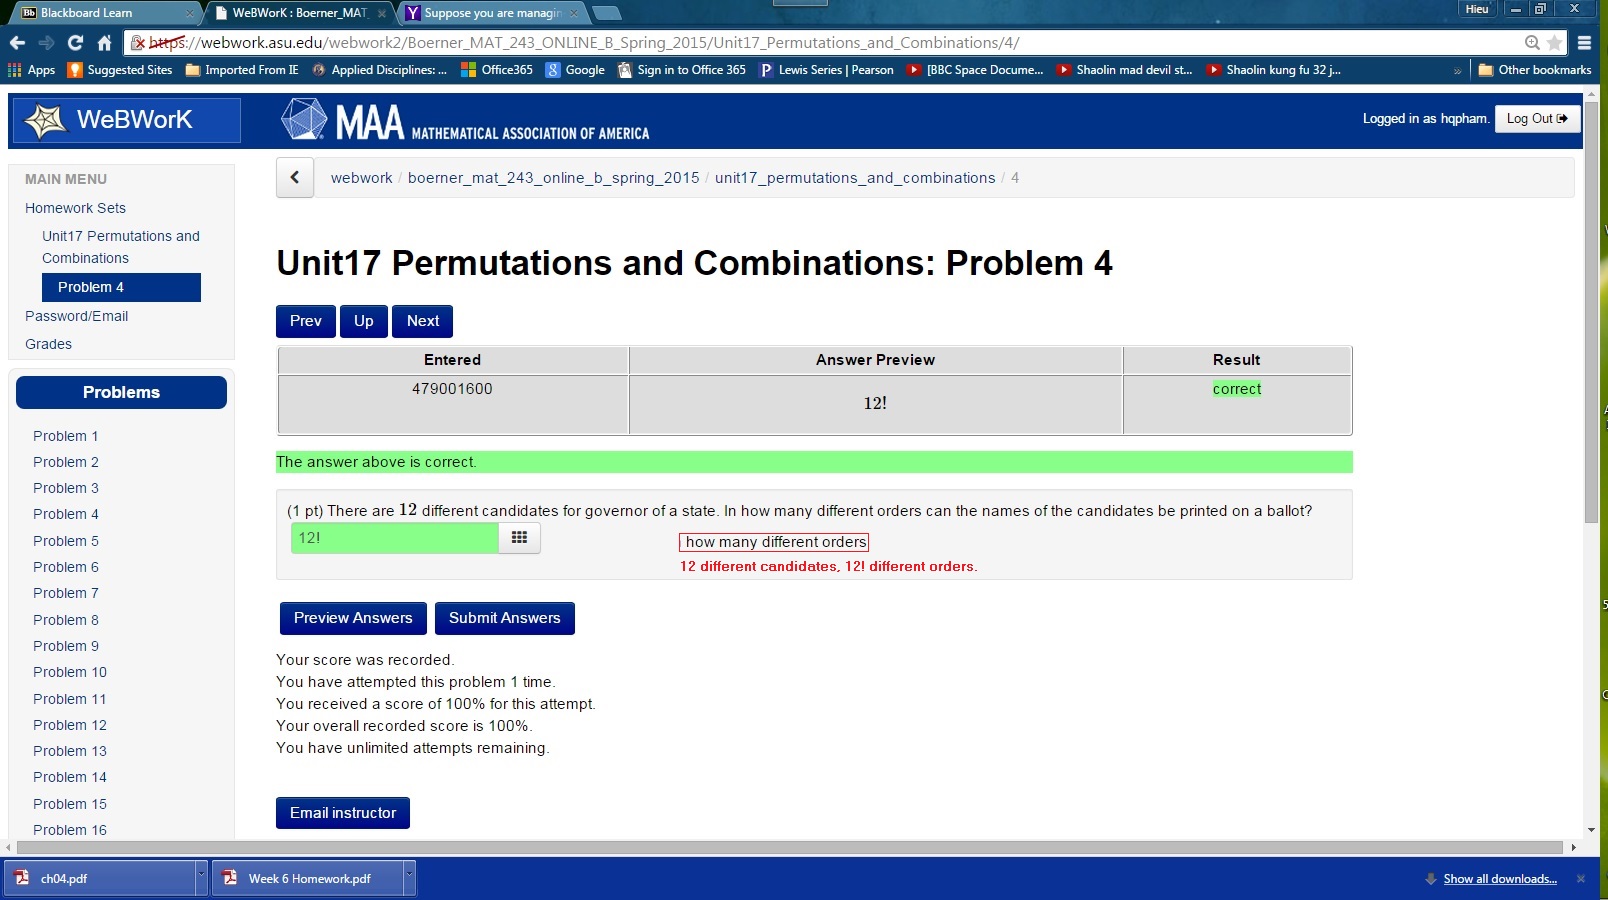 Blackboard Learn
WeBWorK : Boerner_MAT_
Suppose you are managin
Hieu
https://webwork.asu.edu/webwork2/Boerner_MAT_243_ONLINE_B_Spring_2015/Unit17_Permutations_and_Combinations/4/
Apps Suggested Sites Imported From IE Applied Disciplines: ... Office365 Google Sign in to Office 365 Lewis Series | Pearson [BBC Space Docume... Shaolin mad devil st... Shaolin kung fu 32 j... » Other bookmarks
WeBWorK
MAA MATHEMATICAL ASSOCIATION OF AMERICA
Logged in as hqpham. Log Out
MAIN MENU
Homework Sets
Unit17 Permutations and
Combinations
Problem 4
Password/Email
Grades
Problems
Problem 1
Problem 2
Problem 3
Problem 4
Problem 5
Problem 6
Problem 7
Problem 8
Problem 9
Problem 10
Problem 11
Problem 12
Problem 13
Problem 14
Problem 15
Problem 16
webwork / boerner_mat_243_online_b_spring_2015 / unit17_permutations_and_combinations / 4
Unit17 Permutations and Combinations: Problem 4
Prev Up Next
Entered Answer Preview Result
479001600 12! correct
The answer above is correct.
(1 pt) There are 12 different candidates for governor of a state. In how many different orders can the names of the candidates be printed on a ballot?
12!
how many different orders
12 different candidates, 12! different orders.
Preview Answers Submit Answers
Your score was recorded.
You have attempted this problem 1 time.
You received a score of 100% for this attempt.
Your overall recorded score is 100%.
You have unlimited attempts remaining.
Email instructor
ch04.pdf
Week 6 Homework.pdf
Show all downloads...